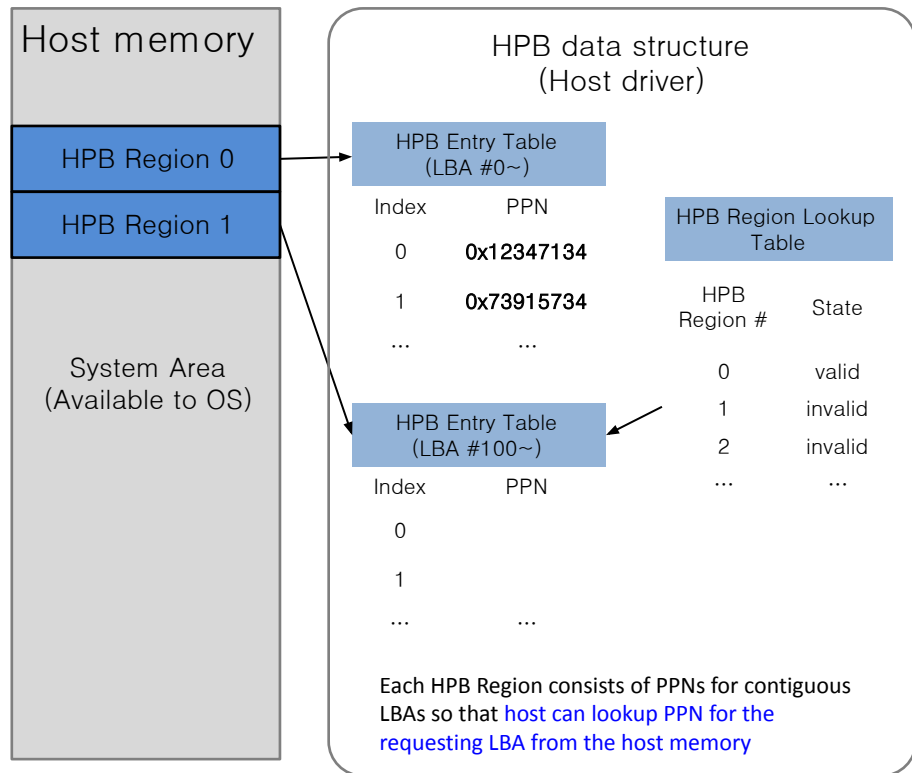 Host memory
HPB Region 0
HPB Region 1
System Area
(Available to OS)
HPB data structure
(Host driver)
HPB Entry Table
(LBA #0~)
Index PPN
0 0x12347134
1 0x73915734
... ...
HPB Entry Table
(LBA #100~)
Index PPN
0
1
... ...
HPB Region Lookup
Table
HPB
Region # State
0 valid
1 invalid
2 invalid
... ...
Each HPB Region consists of PPNs for contiguous
LBAs so that host can lookup PPN for the
requesting LBA from the host memory